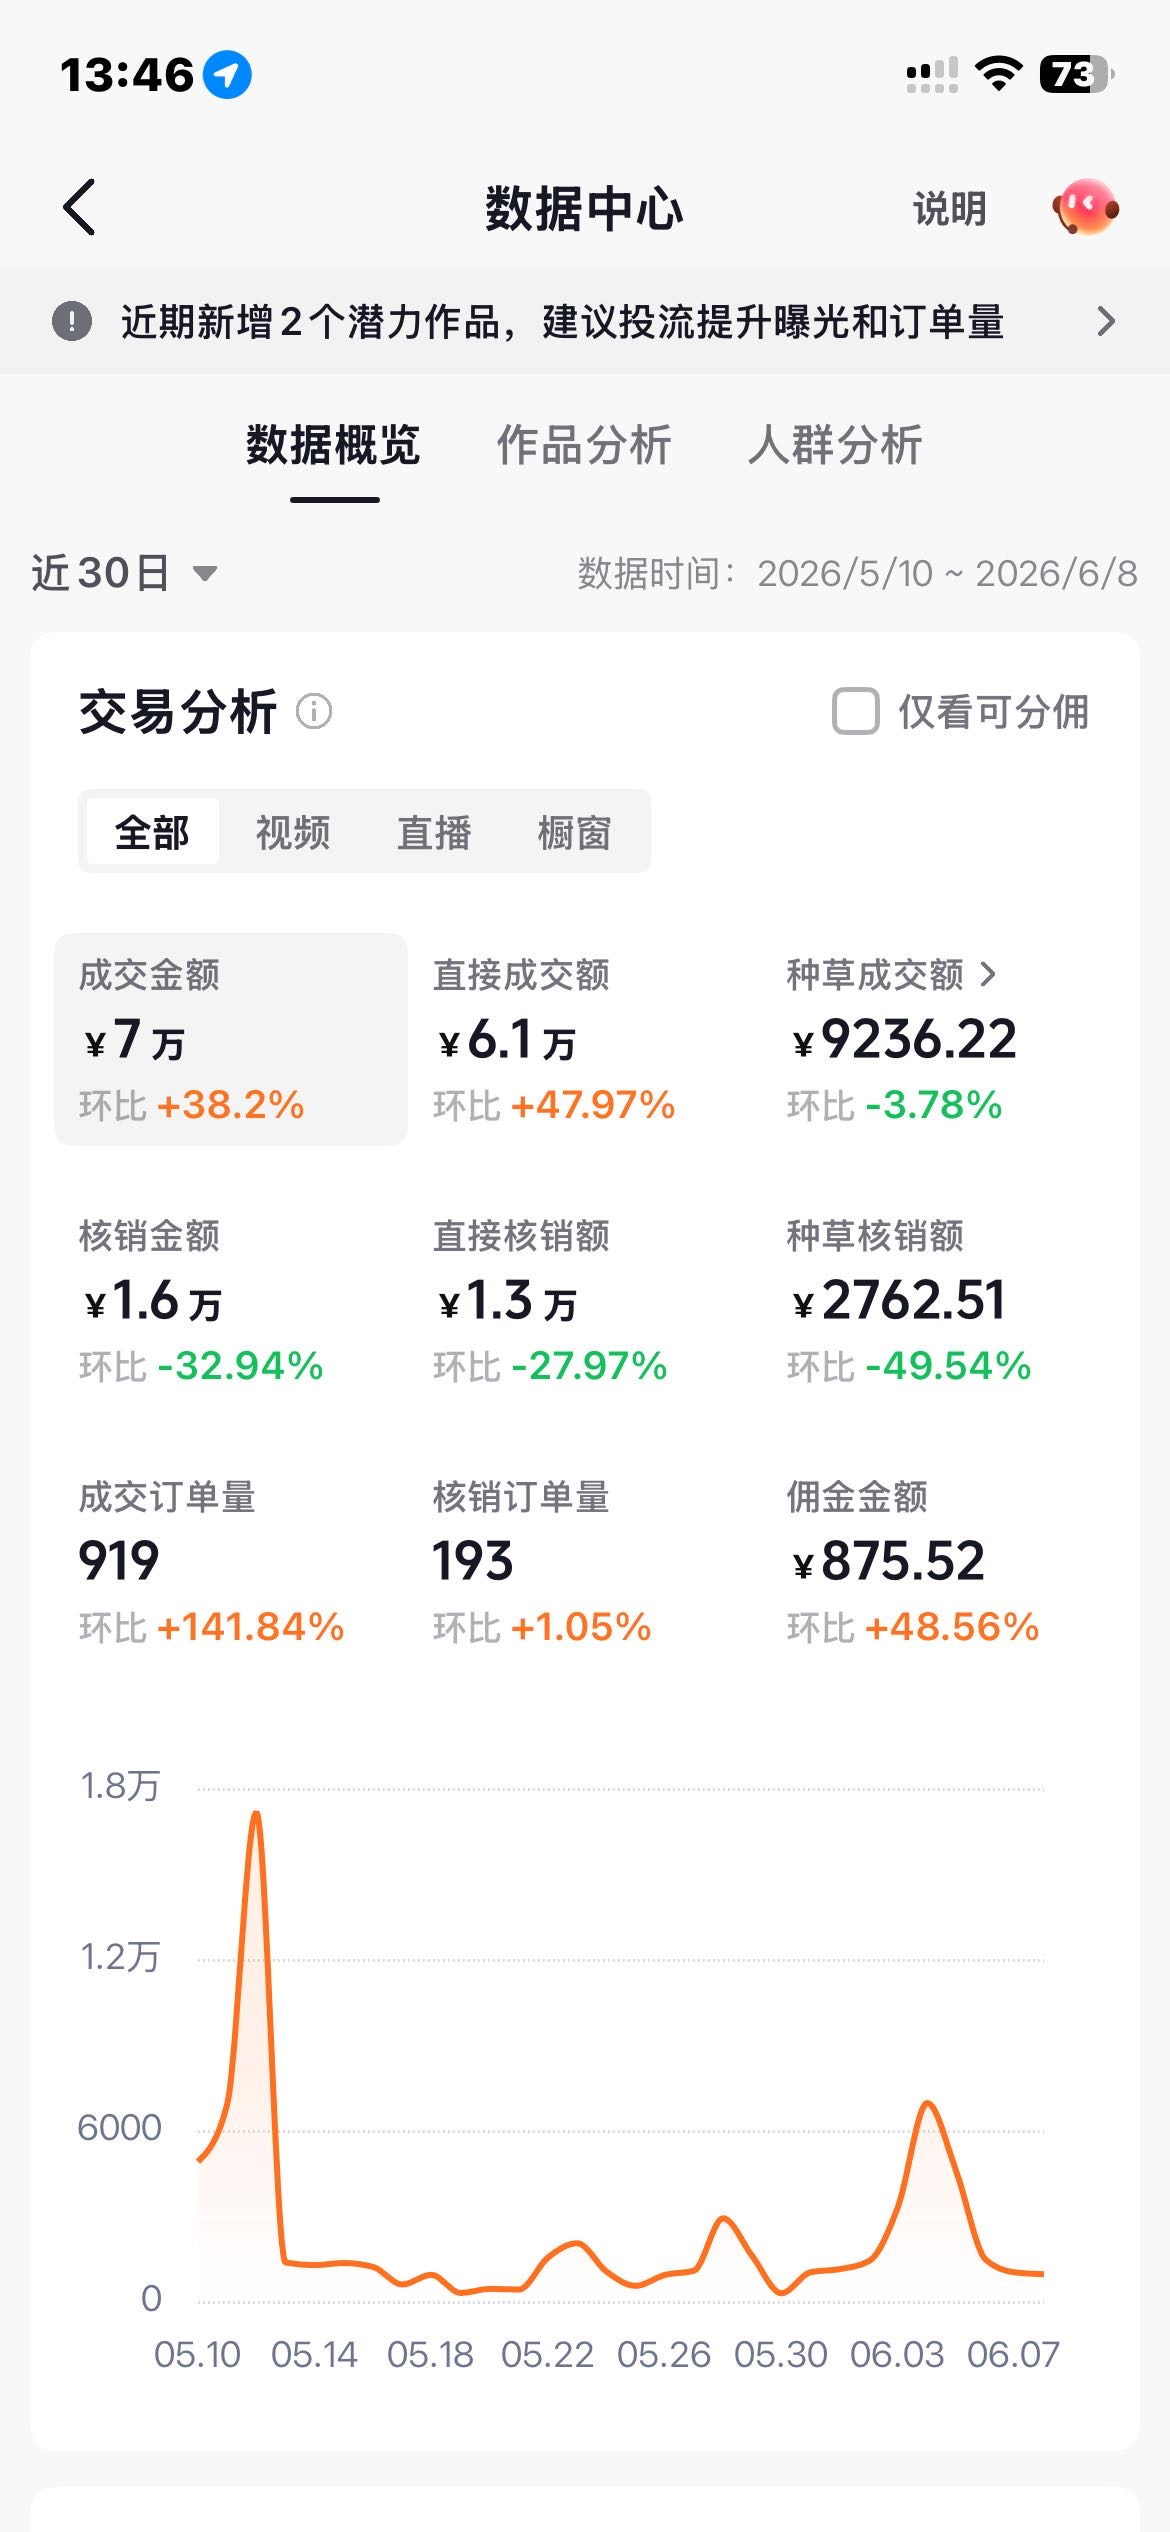 13:46 73
数据中心 说明
近期新增2个潜力作品，建议投流提升曝光和订单量
数据概览 作品分析 人群分析
近30日 数据时间：2026/5/10 ~ 2026/6/8
交易分析 仅看可分佣
全部 视频 直播 橱窗
成交金额 直接成交额 种草成交额
¥7万 ¥6.1万 ¥9236.22
环比 +38.2% 环比 +47.97% 环比 -3.78%
核销金额 直接核销额 种草核销额
¥1.6万 ¥1.3万 ¥2762.51
环比 -32.94% 环比 -27.97% 环比 -49.54%
成交订单量 核销订单量 佣金金额
919 193 ¥875.52
环比 +141.84% 环比 +1.05% 环比 +48.56%
1.8万
1.2万
6000
0
05.10 05.14 05.18 05.22 05.26 05.30 06.03 06.07